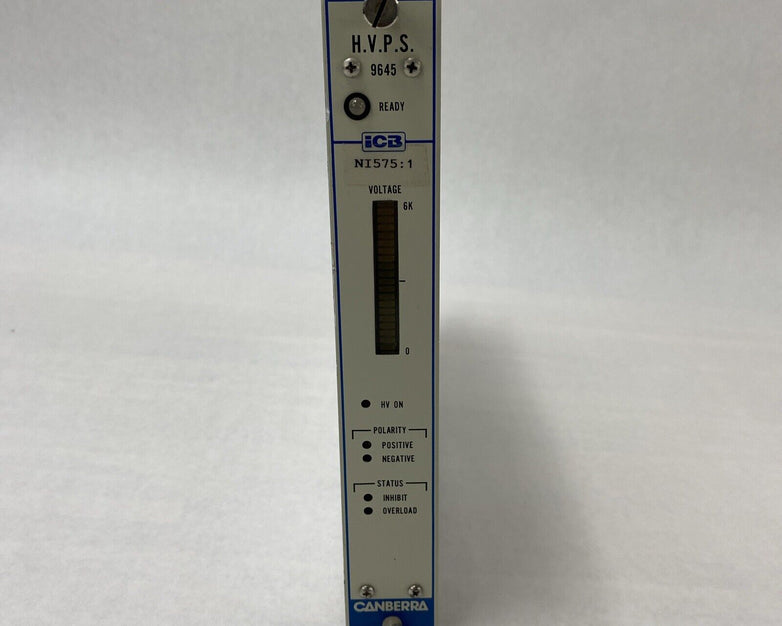 H.V.P.S.
9645
READY
iCB
NI575:1
VOLTAGE
6K
0
HV ON
POLARITY
POSITIVE
NEGATIVE
STATUS
INHIBIT
OVERLOAD
CANBERRA